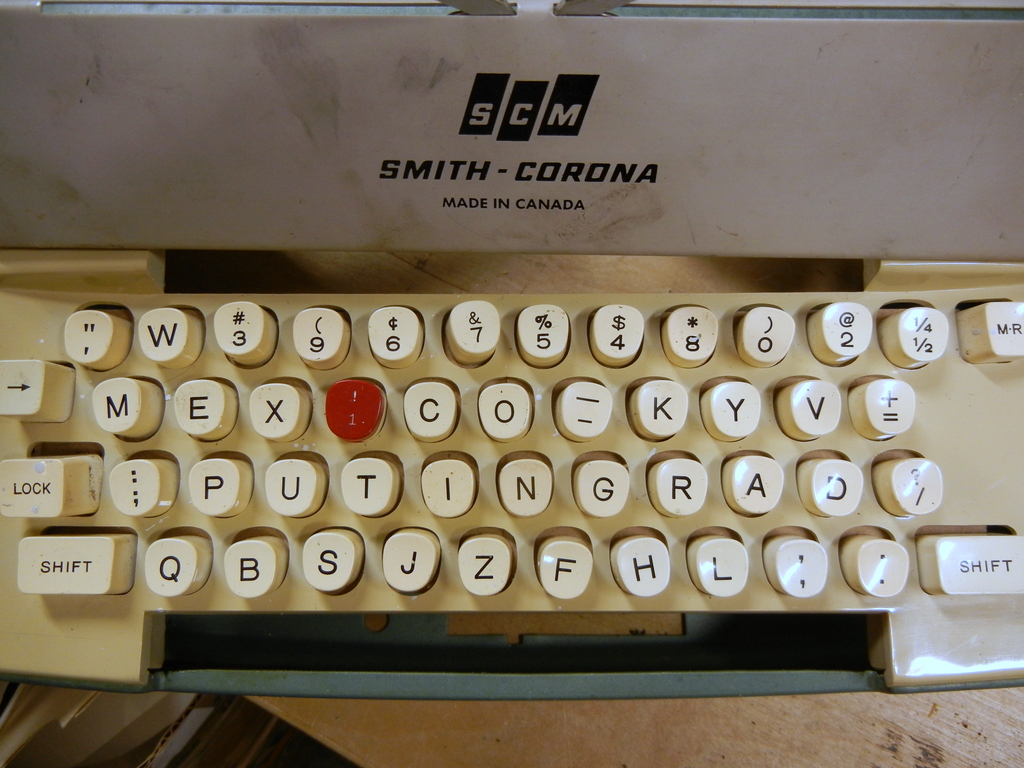 SCM
SMITH-CORONA
MADE IN CANADA
" , W # 3 ( 9 ¢ 6 & 7 % 5 $ 4 * 8 ) 0 @ 2 ¼ ½ M-R
→ M E X ! 1 C O _ - K Y V + =
LOCK : ; P U T I N G R A D ? /
SHIFT Q B S J Z F H L , ; . : SHIFT